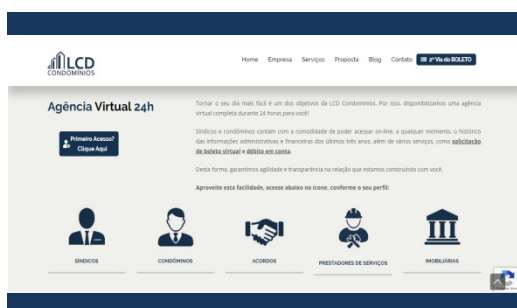 LCD
CONDOMÍNIOS
Home Empresa Serviços Proposta Blog Contato 2ª Via do BOLETO
Agência Virtual 24h
Primeiro Acesso?
Clique Aqui
Tornar o seu dia mais fácil é um dos objetivos da LCD Condomínios. Por isso, disponibilizamos uma agência
virtual completa durante 24 horas para você!
Síndicos e condôminos contam com a comodidade de poder acessar on-line, a qualquer momento, o histórico
das informações administrativas e financeiras dos últimos três anos, além de vários serviços, como solicitação
de boleto virtual e débito em conta.
Desta forma, garantimos agilidade e transparência na relação que estamos construindo com você.
Aproveite esta facilidade, acesse abaixo no ícone, conforme o seu perfil:
SÍNDICOS
CONDÔMINOS
ACORDOS
PRESTADORES DE SERVIÇOS
IMOBILIÁRIAS